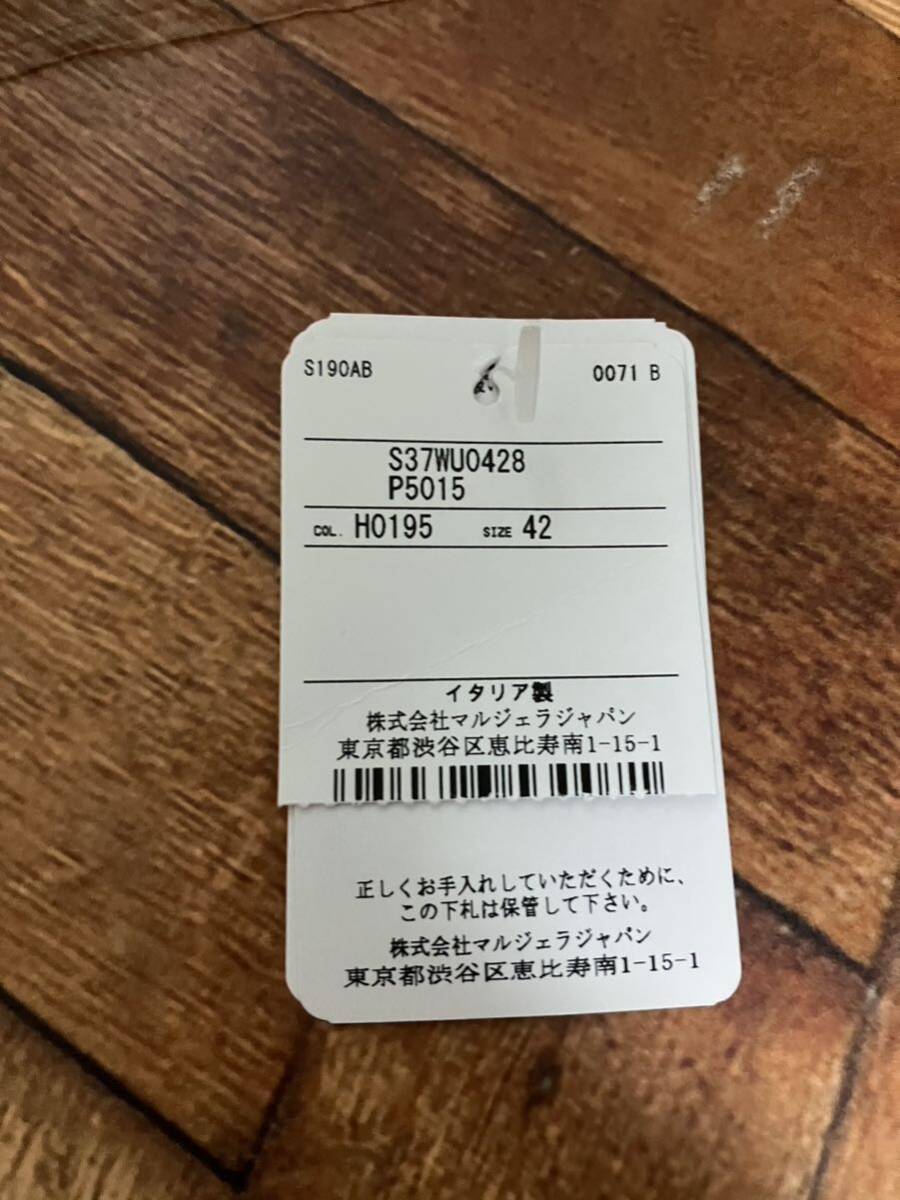 S190AB 0071 B
S37WU0428
P5015
COL. H0195 SIZE 42
イタリア製
株式会社マルジェラジャパン
東京都渋谷区恵比寿南1-15-1
正しくお手入れしていただくために、
この下札は保管して下さい。
株式会社マルジェラジャパン
東京都渋谷区恵比寿南1-15-1